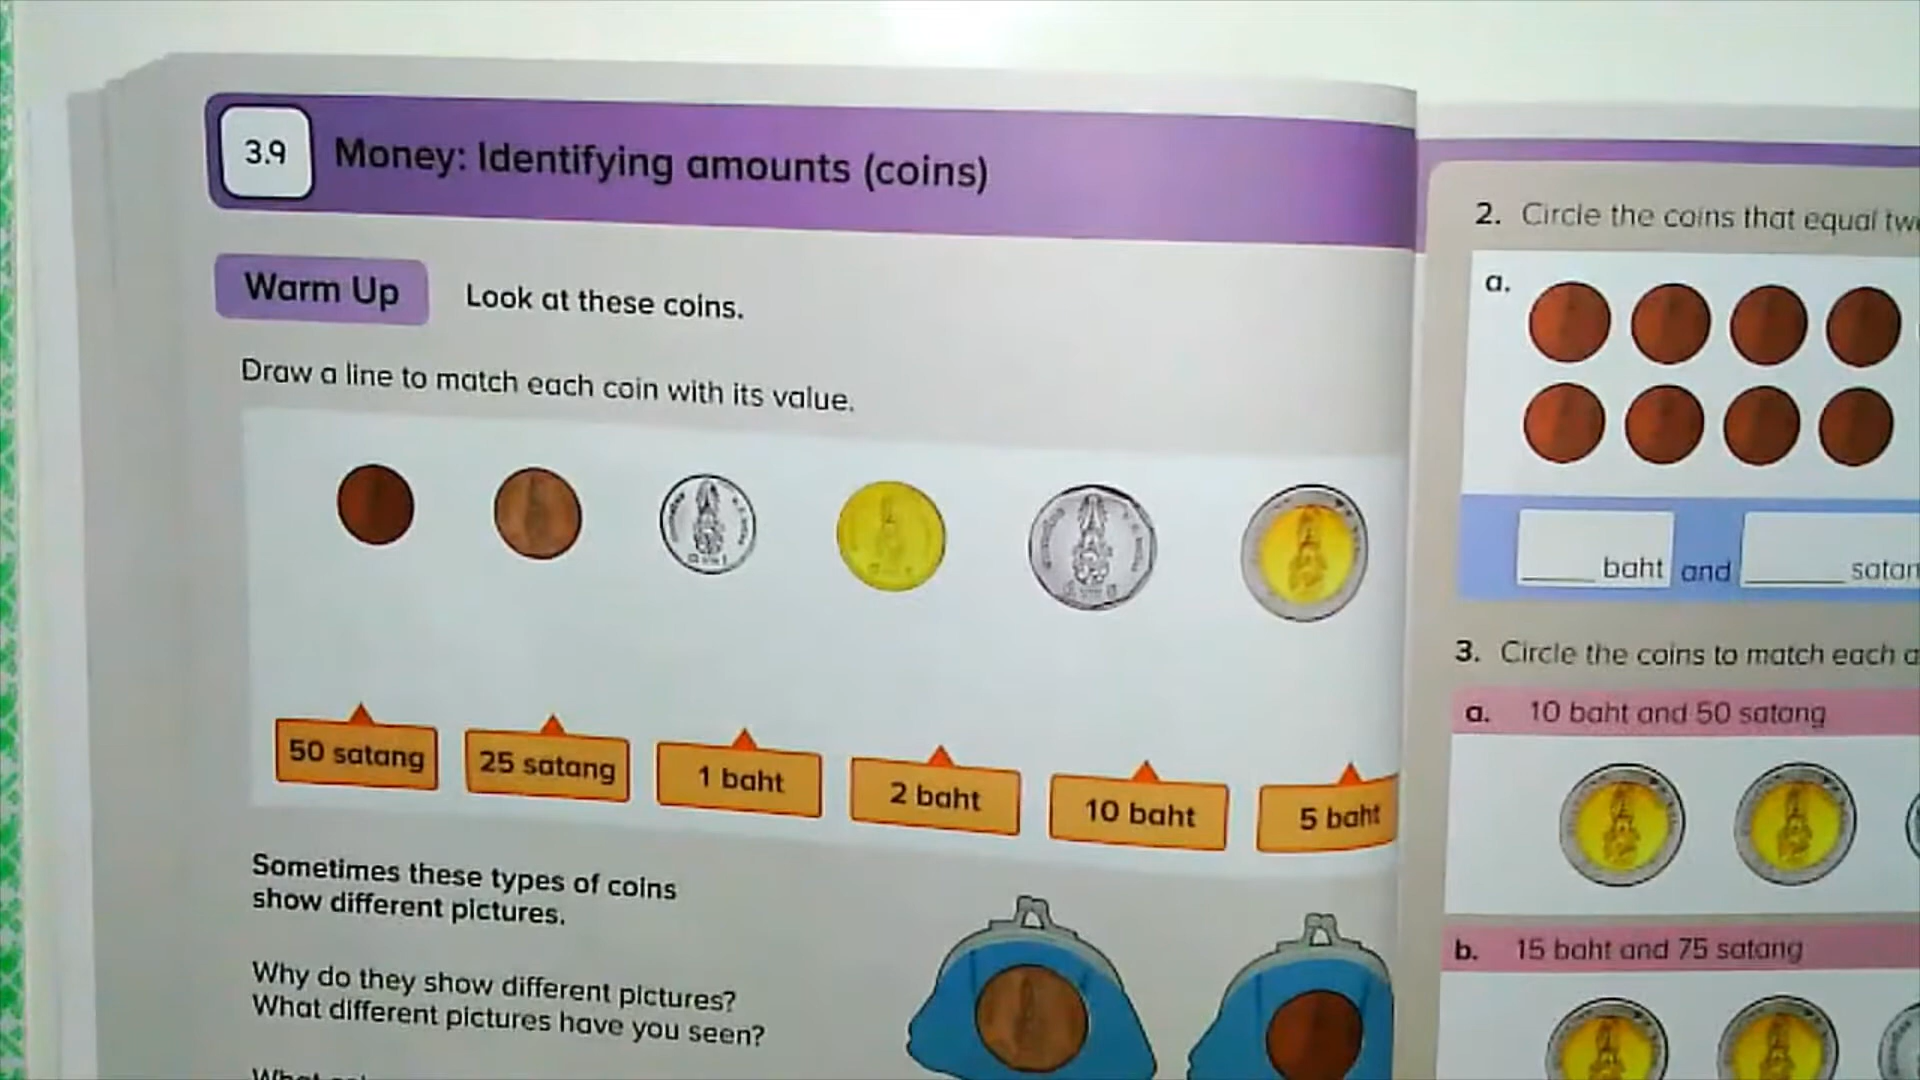 3.9 Money: Identifying amounts (coins)
Warm Up Look at these coins.
Draw a line to match each coin with its value.
50 satang
25 satang
1 baht
2 baht
10 baht
5 baht
Sometimes these types of coins
show different pictures.
Why do they show different pictures?
What different pictures have you seen?
2. Circle the coins that equal
a.
baht and
3. Circle the coins to match each
a. 10 baht and 50 satang
b. 15 baht and 75 satang